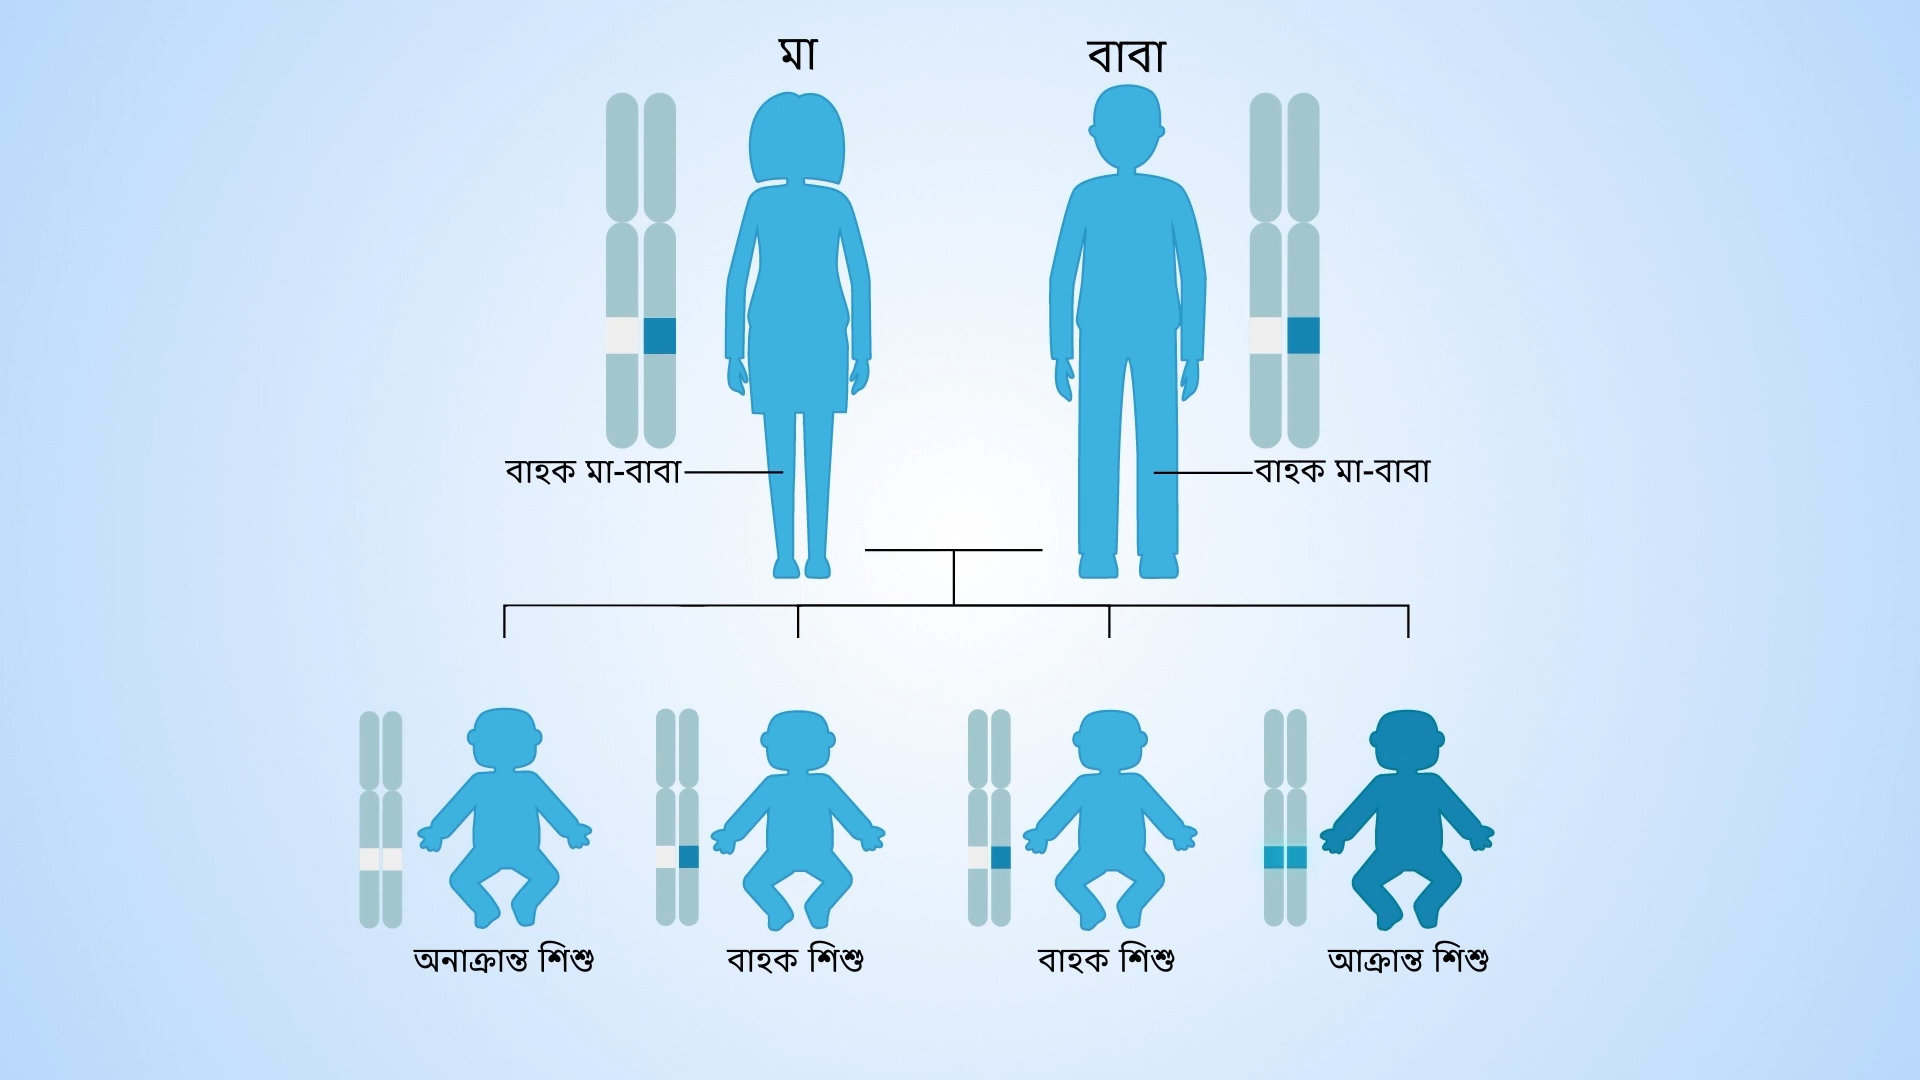 মা
বাবা
বাহক মা-বাবা
বাহক মা-বাবা
অনাক্রান্ত শিশু
বাহক শিশু
বাহক শিশু
আক্রান্ত শিশু